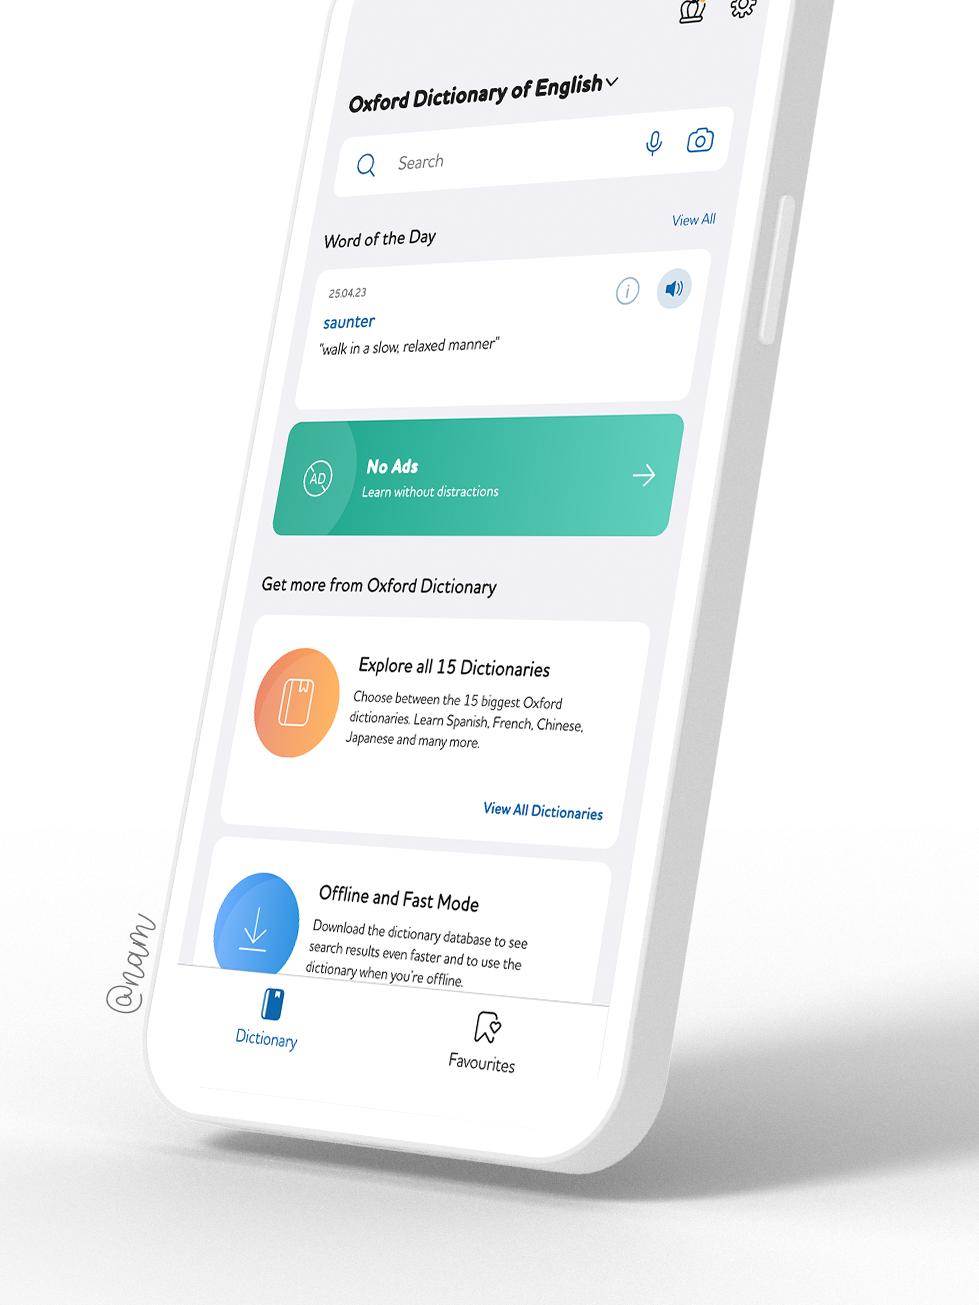 Oxford Dictionary of English
Search
View All
Word of the Day
25.04.23
saunter
"walk in a slow, relaxed manner"
AD
No Ads
Learn without distractions
Get more from Oxford Dictionary
Explore all 15 Dictionaries
Choose between the 15 biggest Oxford
dictionaries. Learn Spanish, French, Chinese,
Japanese and many more.
View All Dictionaries
Offline and Fast Mode
Download the dictionary database to see
search results even faster and to use the
dictionary when you're offline.
Dictionary
Favourites
@nam